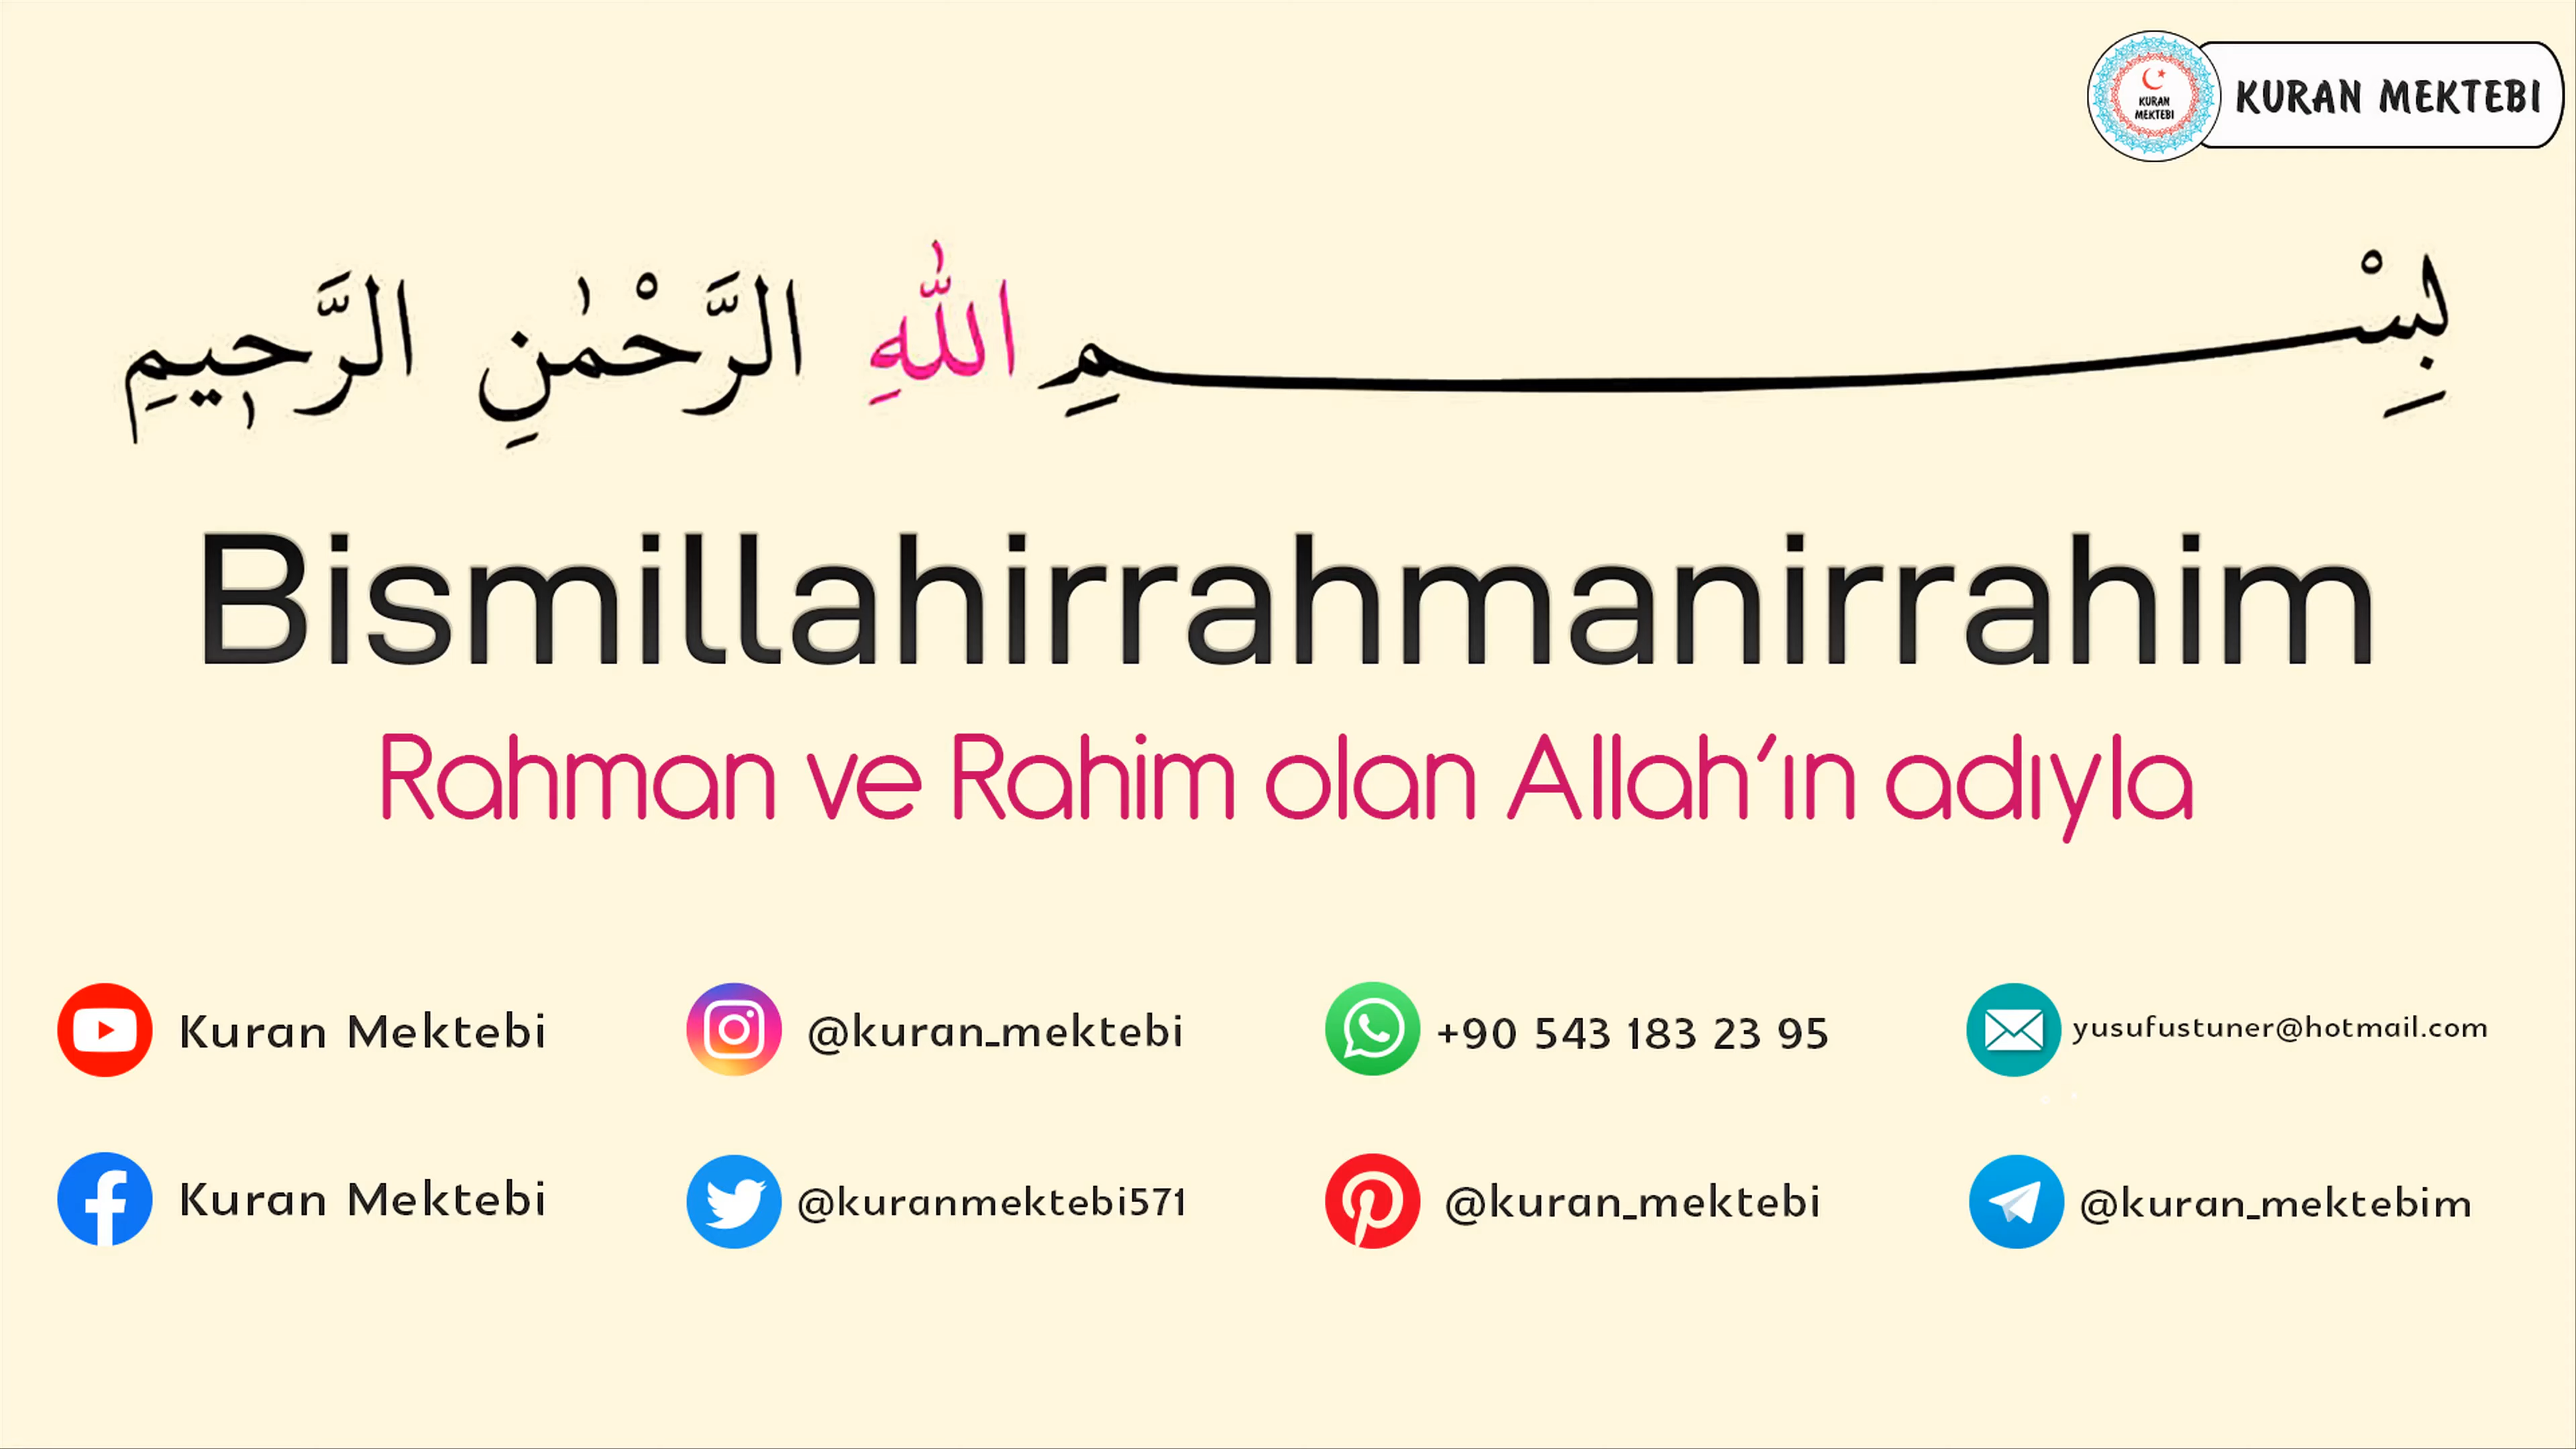 KURAN MEKTEBI
KURAN MEKTEBI
بِسْــــــــمِ اللّٰهِ الرَّحْمٰنِ الرَّح۪يمِ
Bismillahirrahmanirrahim
Rahman ve Rahim olan Allah'ın adıyla
Kuran Mektebi @kuran_mektebi +90 543 183 23 95 yusufustuner@hotmail.com
Kuran Mektebi @kuranmektebi571 @kuran_mektebi @kuran_mektebim